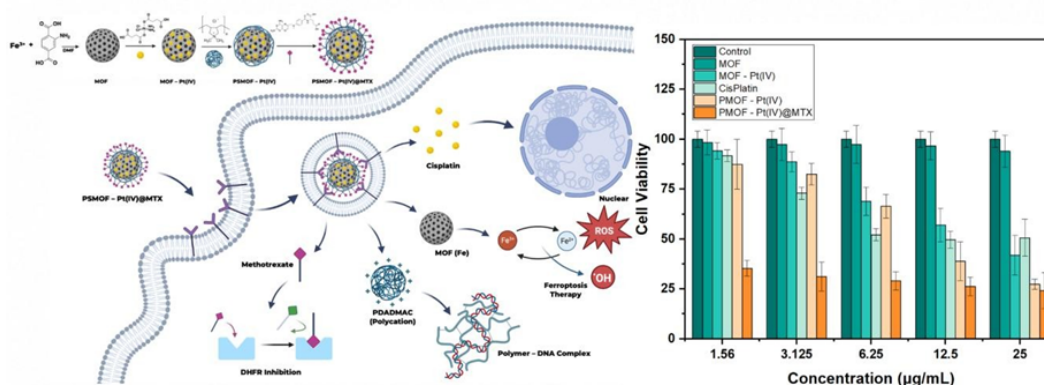 Fe³⁺ +
COOH
NH₂
COOH
DMF
MOF
MOF – Pt(IV)
PSMOF – Pt(IV)
PSMOF – Pt(IV)@MTX
PSMOF – Pt(IV)@MTX
Cisplatin
Nuclear
MOF (Fe)
Fe³⁺
Fe²⁺
ROS
•OH
Ferroptosis
Therapy
Methotrexate
PDADMAC
(Polycation)
DHFR Inhibition
Polymer – DNA Complex
Control
MOF
MOF - Pt(IV)
CisPlatin
PMOF - Pt(IV)
PMOF - Pt(IV)@MTX
Cell Viability
150
125
100
75
50
25
0
1.56
3.125
6.25
12.5
25
Concentration (µg/mL)